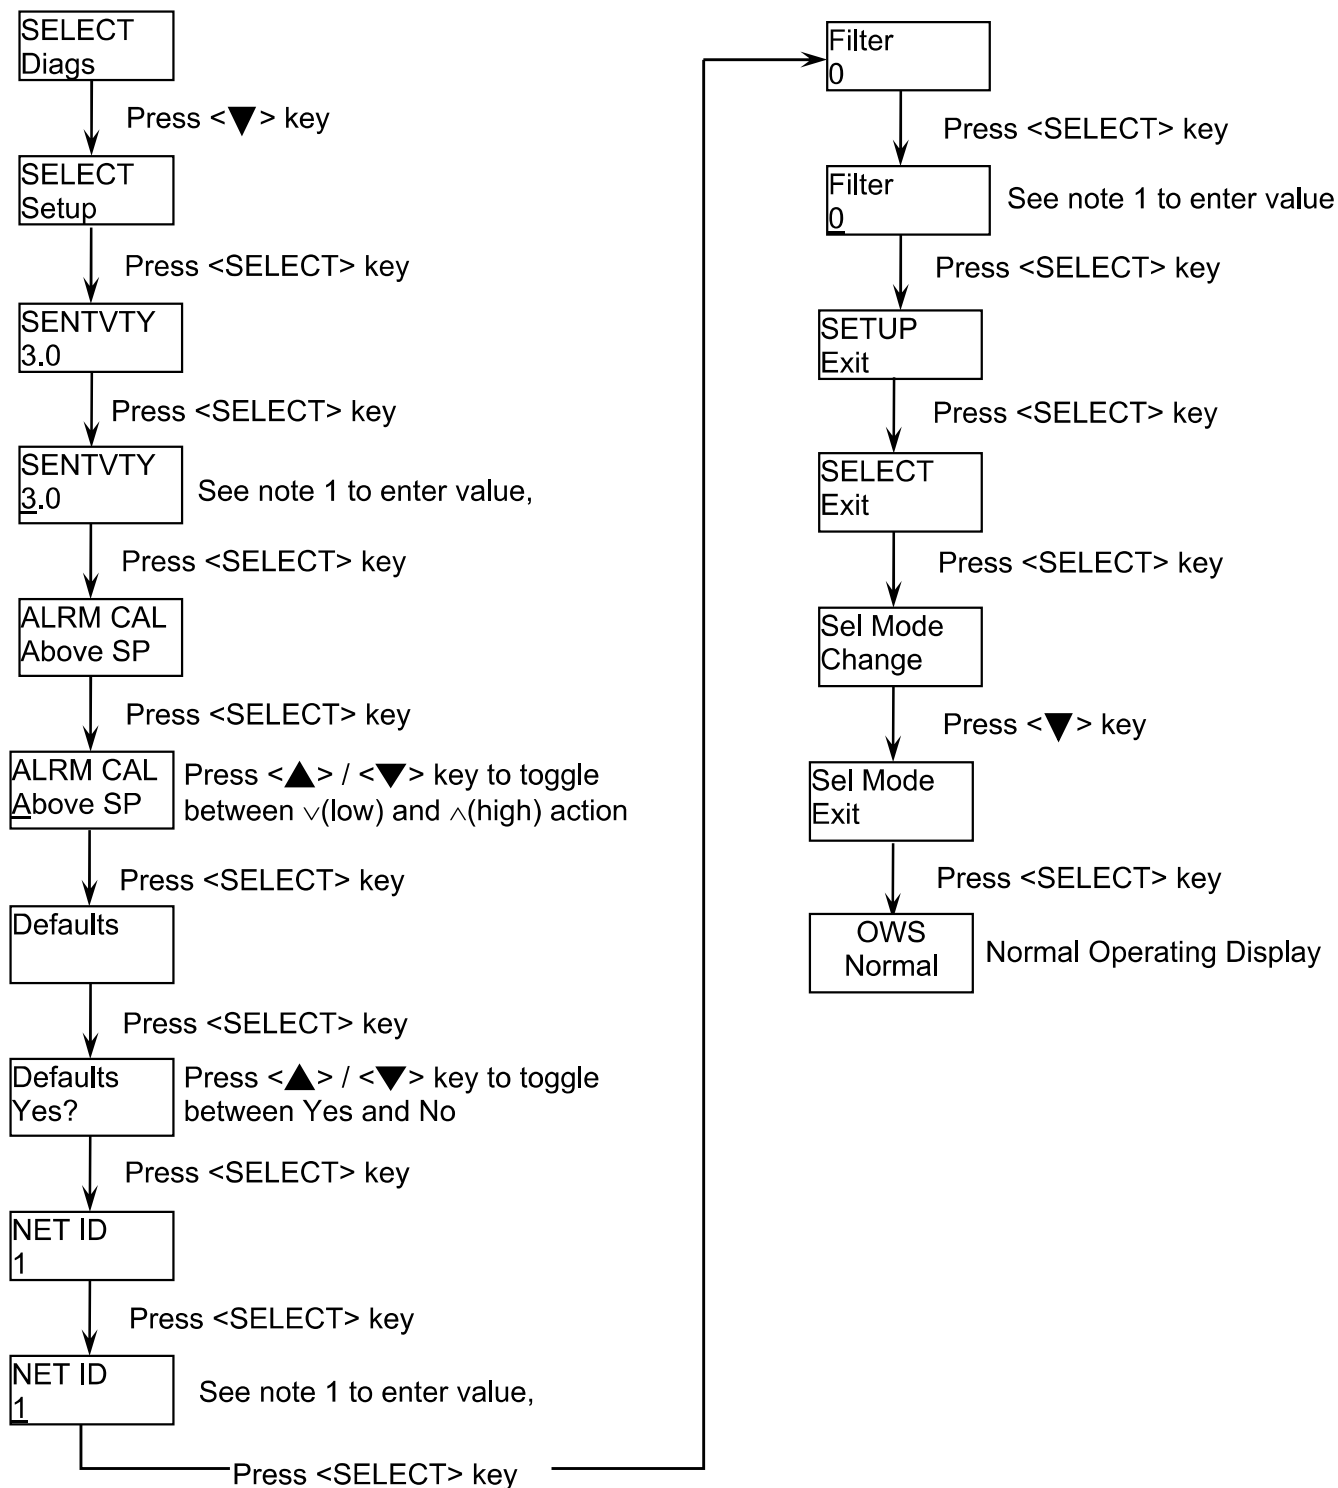 SELECT
Diags
Press <▼> key
SELECT
Setup
Press <SELECT> key
SENTVTY
3.0
Press <SELECT> key
SENTVTY
3.0
See note 1 to enter value,
Press <SELECT> key
ALRM CAL
Above SP
Press <SELECT> key
ALRM CAL
Above SP
Press <▲> / <▼> key to toggle
between ∨(low) and ∧(high) action
Press <SELECT> key
Defaults
Press <SELECT> key
Defaults
Yes?
Press <▲> / <▼> key to toggle
between Yes and No
Press <SELECT> key
NET ID
1
Press <SELECT> key
NET ID
1
See note 1 to enter value,
Press <SELECT> key
Filter
0
Press <SELECT> key
Filter
0
See note 1 to enter value
Press <SELECT> key
SETUP
Exit
Press <SELECT> key
SELECT
Exit
Press <SELECT> key
Sel Mode
Change
Press <▼> key
Sel Mode
Exit
Press <SELECT> key
OWS
Normal
Normal Operating Display